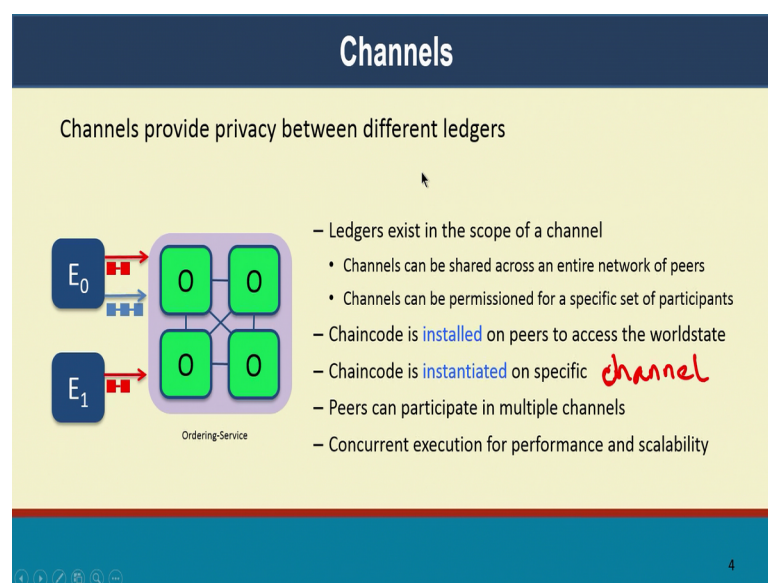 Channels
Channels provide privacy between different ledgers
E0
E1
O O
O O
Ordering-Service
– Ledgers exist in the scope of a channel
• Channels can be shared across an entire network of peers
• Channels can be permissioned for a specific set of participants
– Chaincode is installed on peers to access the worldstate
– Chaincode is instantiated on specific channel
– Peers can participate in multiple channels
– Concurrent execution for performance and scalability
4